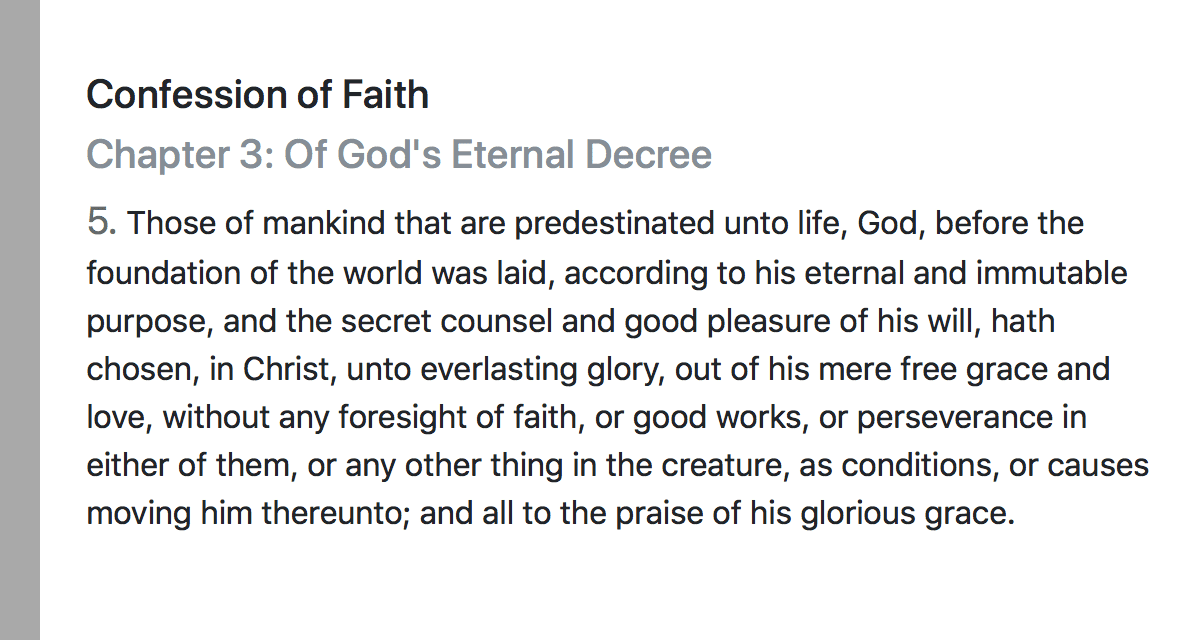 Confession of Faith
Chapter 3: Of God's Eternal Decree
5. Those of mankind that are predestinated unto life, God, before the
foundation of the world was laid, according to his eternal and immutable
purpose, and the secret counsel and good pleasure of his will, hath
chosen, in Christ, unto everlasting glory, out of his mere free grace and
love, without any foresight of faith, or good works, or perseverance in
either of them, or any other thing in the creature, as conditions, or causes
moving him thereunto; and all to the praise of his glorious grace.